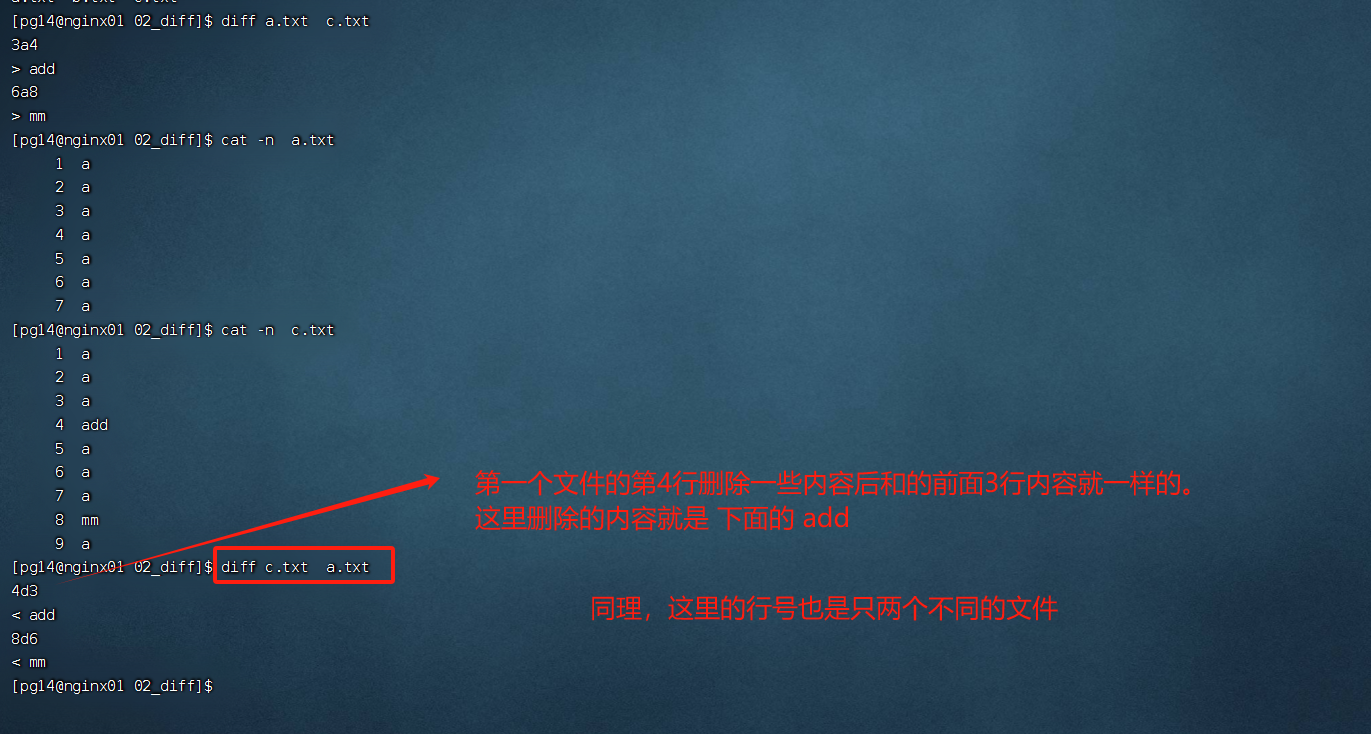 [pg14@nginx01 02_diff]$ diff a.txt  c.txt
3a4
> add
6a8
> mm
[pg14@nginx01 02_diff]$ cat -n  a.txt
     1  a
     2  a
     3  a
     4  a
     5  a
     6  a
     7  a
[pg14@nginx01 02_diff]$ cat -n  c.txt
     1  a
     2  a
     3  a
     4  add
     5  a
     6  a
     7  a
     8  mm
     9  a
第一个文件的第4行删除一些内容后和的前面3行内容就一样的。
这里删除的内容就是 下面的 add
[pg14@nginx01 02_diff]$ diff c.txt  a.txt
4d3
< add
同理，这里的行号也是只两个不同的文件
8d6
< mm
[pg14@nginx01 02_diff]$